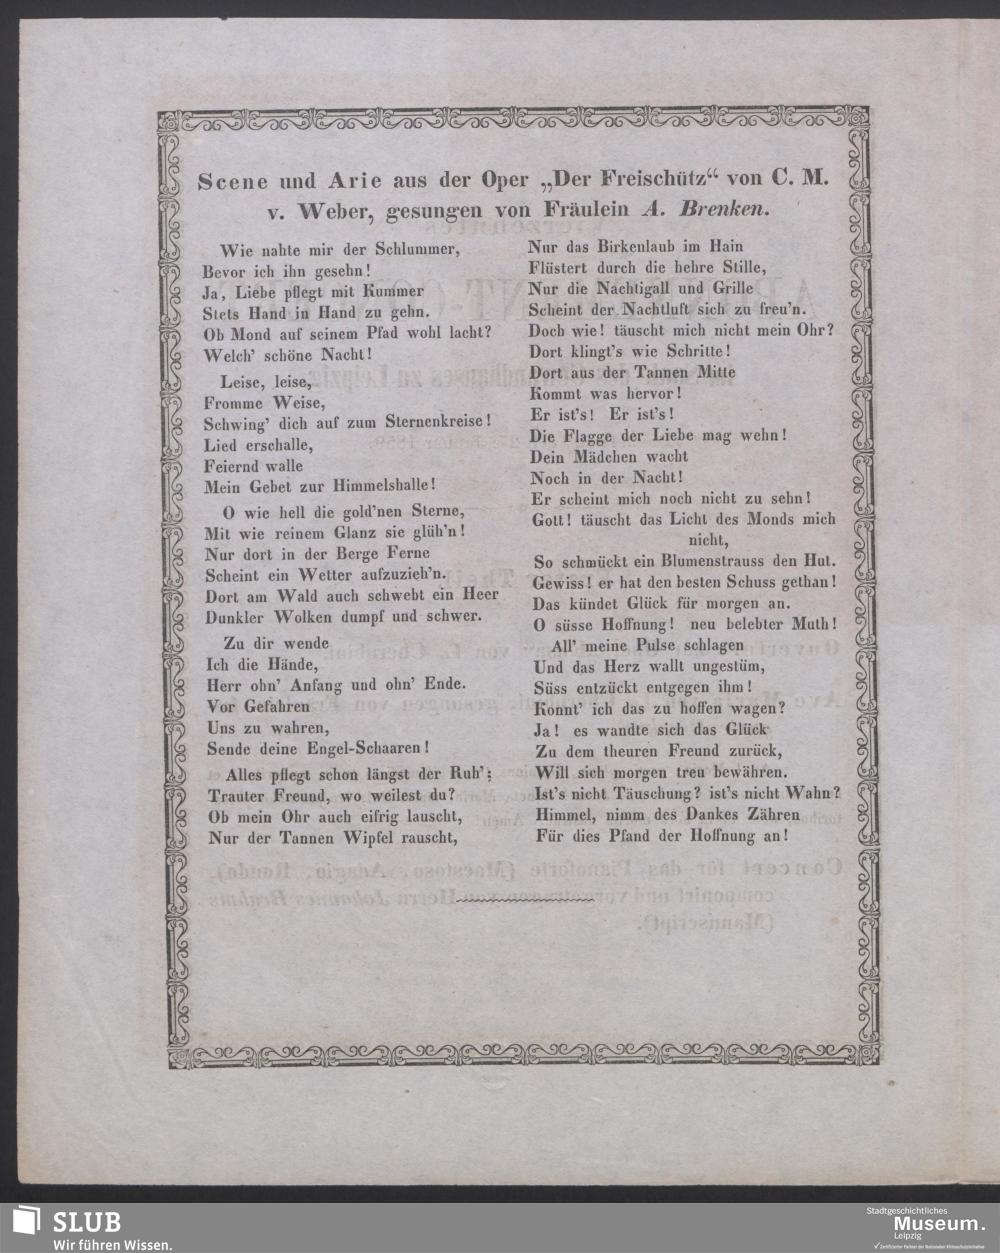 Scene und Arie aus der Oper „Der Freischütz“ von C. M.
v. Weber, gesungen von Fräulein A. Brenken.
Wie nahte mir der Schlummer,
Bevor ich ihn gesehn!
Ja, Liebe pflegt mit Kummer
Stets Hand in Hand zu gehn.
Ob Mond auf seinem Pfad wohl lacht?
Welch' schöne Nacht!
Leise, leise,
Fromme Weise,
Schwing' dich auf zum Sternenkreise!
Lied erschalle,
Feiernd walle
Mein Gebet zur Himmelshalle!
O wie hell die gold'nen Sterne,
Mit wie reinem Glanz sie glüh'n!
Nur dort in der Berge Ferne
Scheint ein Wetter aufzuzieh'n.
Dort am Wald auch schwebt ein Heer
Dunkler Wolken dumpf und schwer.
Zu dir wende
Ich die Hände,
Herr ohn' Anfang und ohn' Ende.
Vor Gefahren
Uns zu wahren,
Sende deine Engel-Schaaren!
Alles pflegt schon längst der Ruh';
Trauter Freund, wo weilest du?
Ob mein Ohr auch eifrig lauscht,
Nur der Tannen Wipfel rauscht,
Nur das Birkenlaub im Hain
Flüstert durch die hehre Stille,
Nur die Nachtigall und Grille
Scheint der Nachtluft sich zu freu'n.
Doch wie! täuscht mich nicht mein Ohr?
Dort klingt's wie Schritte!
Dort aus der Tannen Mitte
Kommt was hervor!
Er ist's! Er ist's!
Die Flagge der Liebe mag wehn!
Dein Mädchen wacht
Noch in der Nacht!
Er scheint mich noch nicht zu sehn!
Gott! täuscht das Licht des Monds mich
nicht,
So schmückt ein Blumenstrauss den Hut.
Gewiss! er hat den besten Schuss gethan!
Das kündet Glück für morgen an.
O süsse Hoffnung! neu belebter Muth!
All' meine Pulse schlagen
Und das Herz wallt ungestüm,
Süss entzückt entgegen ihm!
Konnt' ich das zu hoffen wagen?
Ja! es wandte sich das Glück
Zu dem theuren Freund zurück,
Will sich morgen treu bewähren.
Ist's nicht Täuschung? ist's nicht Wahn?
Himmel, nimm des Dankes Zähren
Für dies Pfand der Hoffnung an!
SLUB
Wir führen Wissen.
Stadtgeschichtliches
Museum.
Leipzig